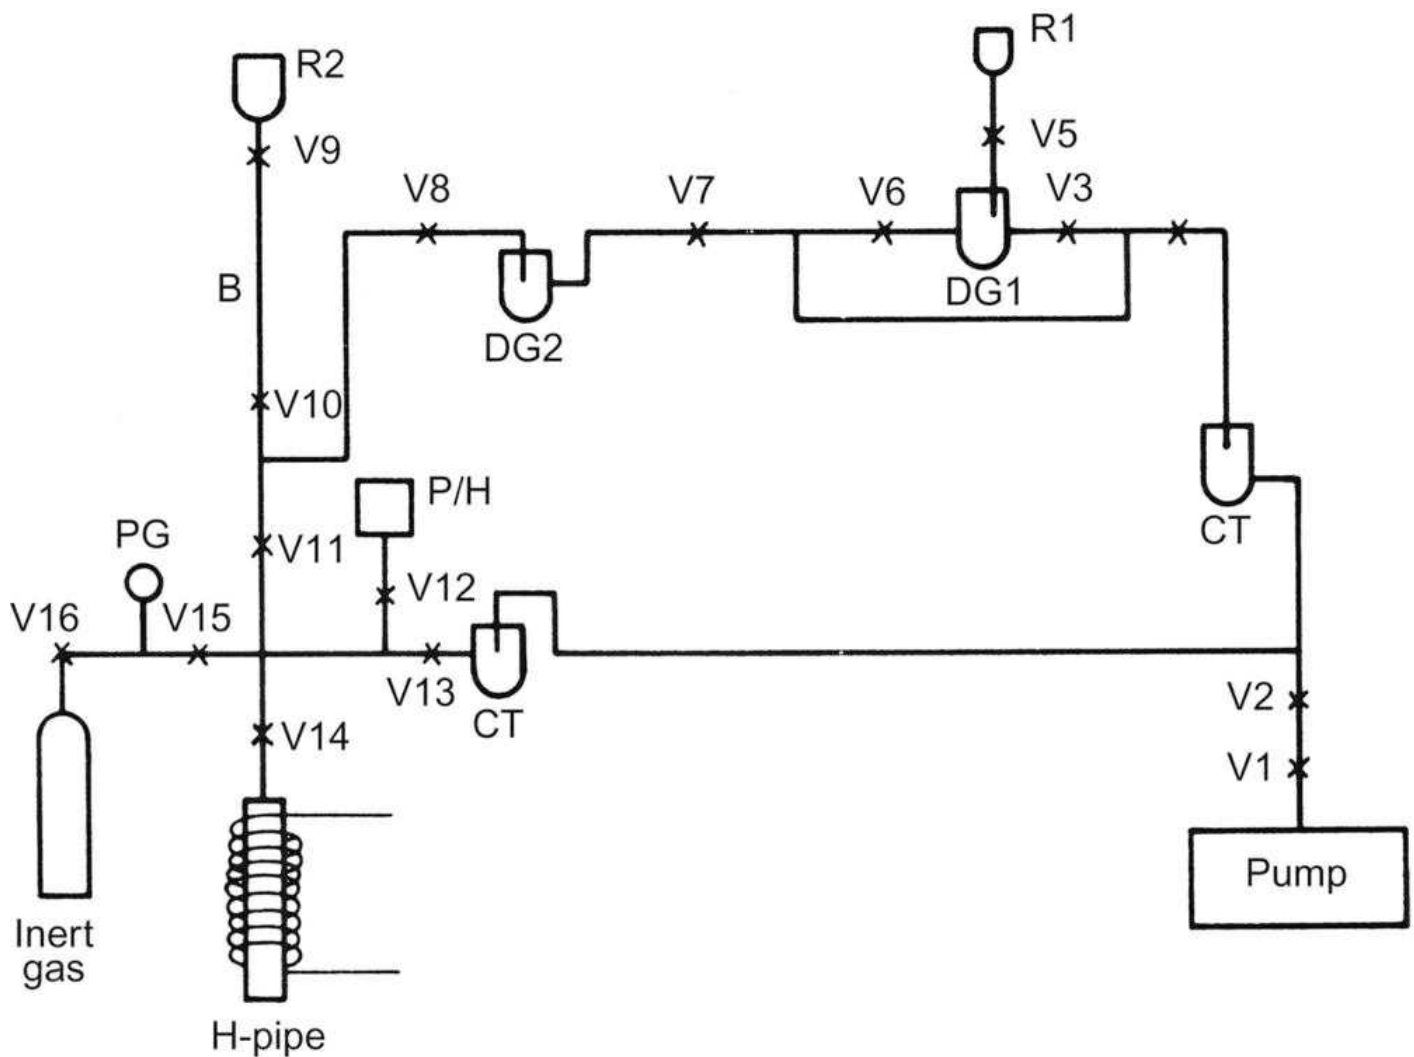 R1
R2
V5
V9
V8
V7
V6
V3
B
DG1
DG2
V10
P/H
CT
PG
V11
V12
V16
V15
V13
CT
V2
V14
V1
Pump
Inert
gas
H-pipe